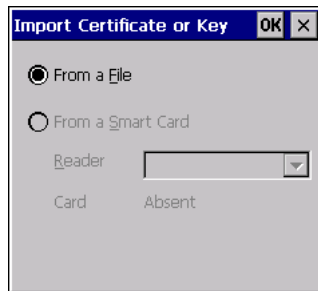 Import Certificate or Key OK ×
From a File
From a Smart Card
Reader
Card Absent